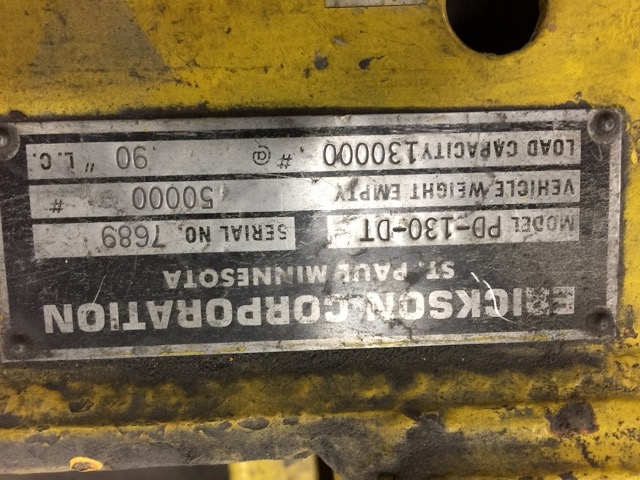 ERICKSON CORPORATION
ST. PAUL MINNESOTA
MODEL PD-130-DT SERIAL NO. 7689
VEHICLE WEIGHT EMPTY 50000 #
LOAD CAPACITY 130000 # @ .90 " L.C.